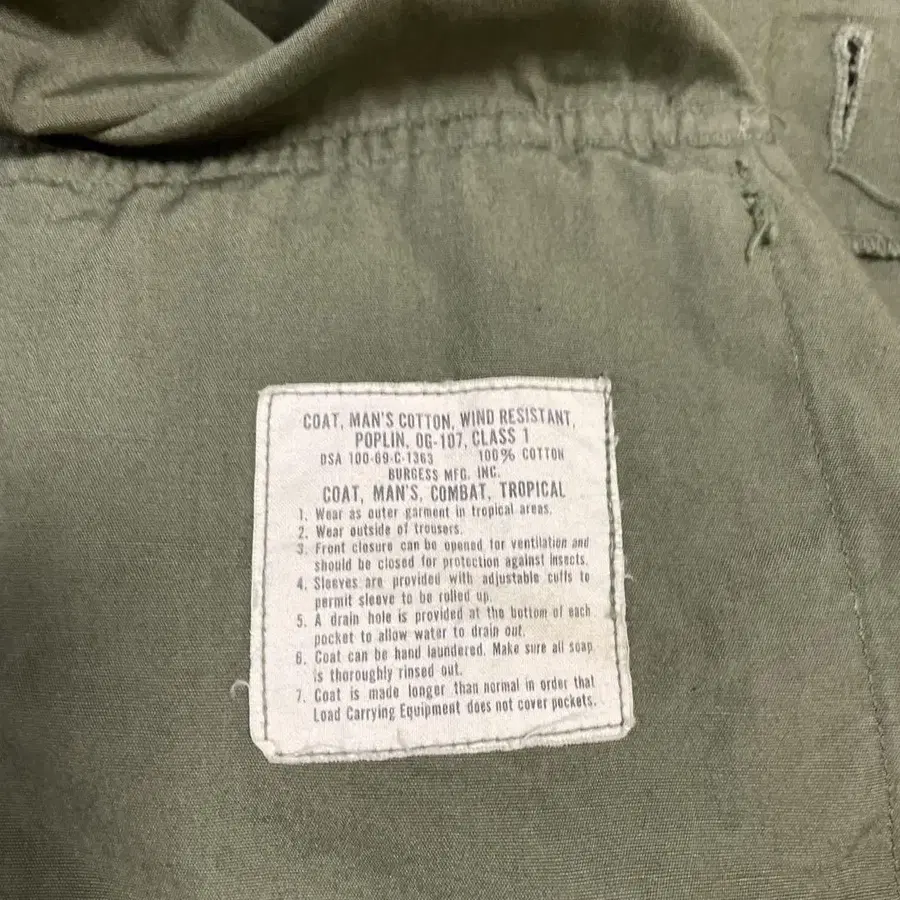 COAT, MAN'S COTTON, WIND RESISTANT,
POPLIN, OG-107, CLASS 1
DSA 100-69-C-1363 100% COTTON
BURGESS MFG. INC.
COAT, MAN'S, COMBAT, TROPICAL
1. Wear as outer garment in tropical areas.
2. Wear outside of trousers.
3. Front closure can be opened for ventilation and
should be closed for protection against insects.
4. Sleeves are provided with adjustable cuffs to
permit sleeve to be rolled up.
5. A drain hole is provided at the bottom of each
pocket to allow water to drain out.
6. Coat can be hand laundered. Make sure all soap
is thoroughly rinsed out.
7. Coat is made longer than normal in order that
Load Carrying Equipment does not cover pockets.